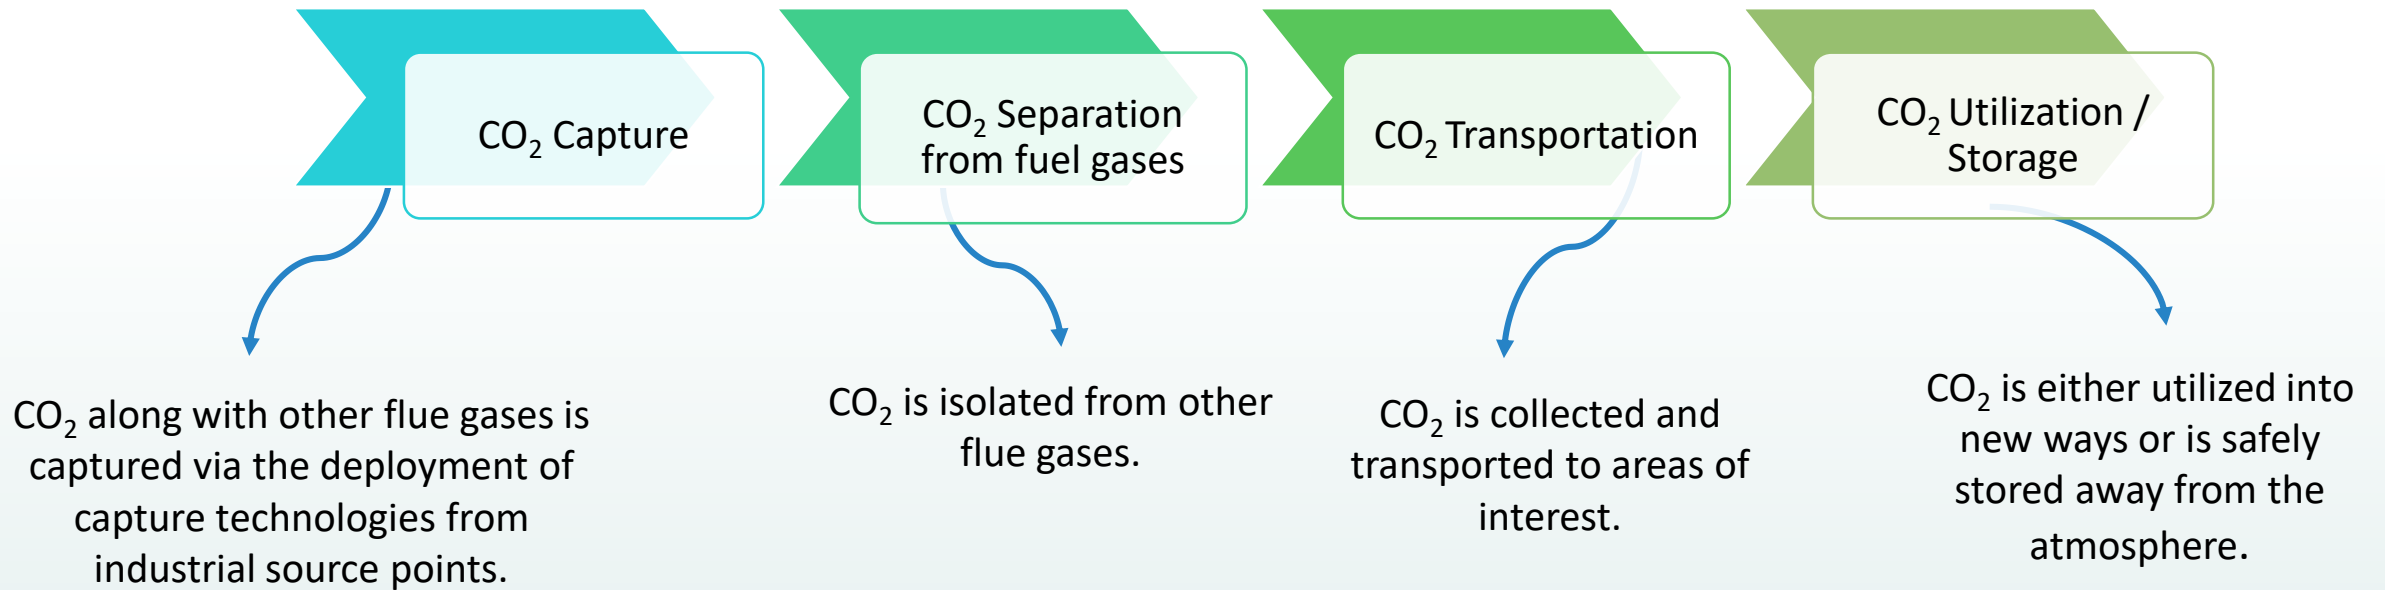 CO₂ Capture
CO₂ Separation
from fuel gases
CO₂ Transportation
CO₂ Utilization /
Storage
CO₂ along with other flue gases is
captured via the deployment of
capture technologies from
industrial source points.
CO₂ is isolated from other
flue gases.
CO₂ is collected and
transported to areas of
interest.
CO₂ is either utilized into
new ways or is safely
stored away from the
atmosphere.